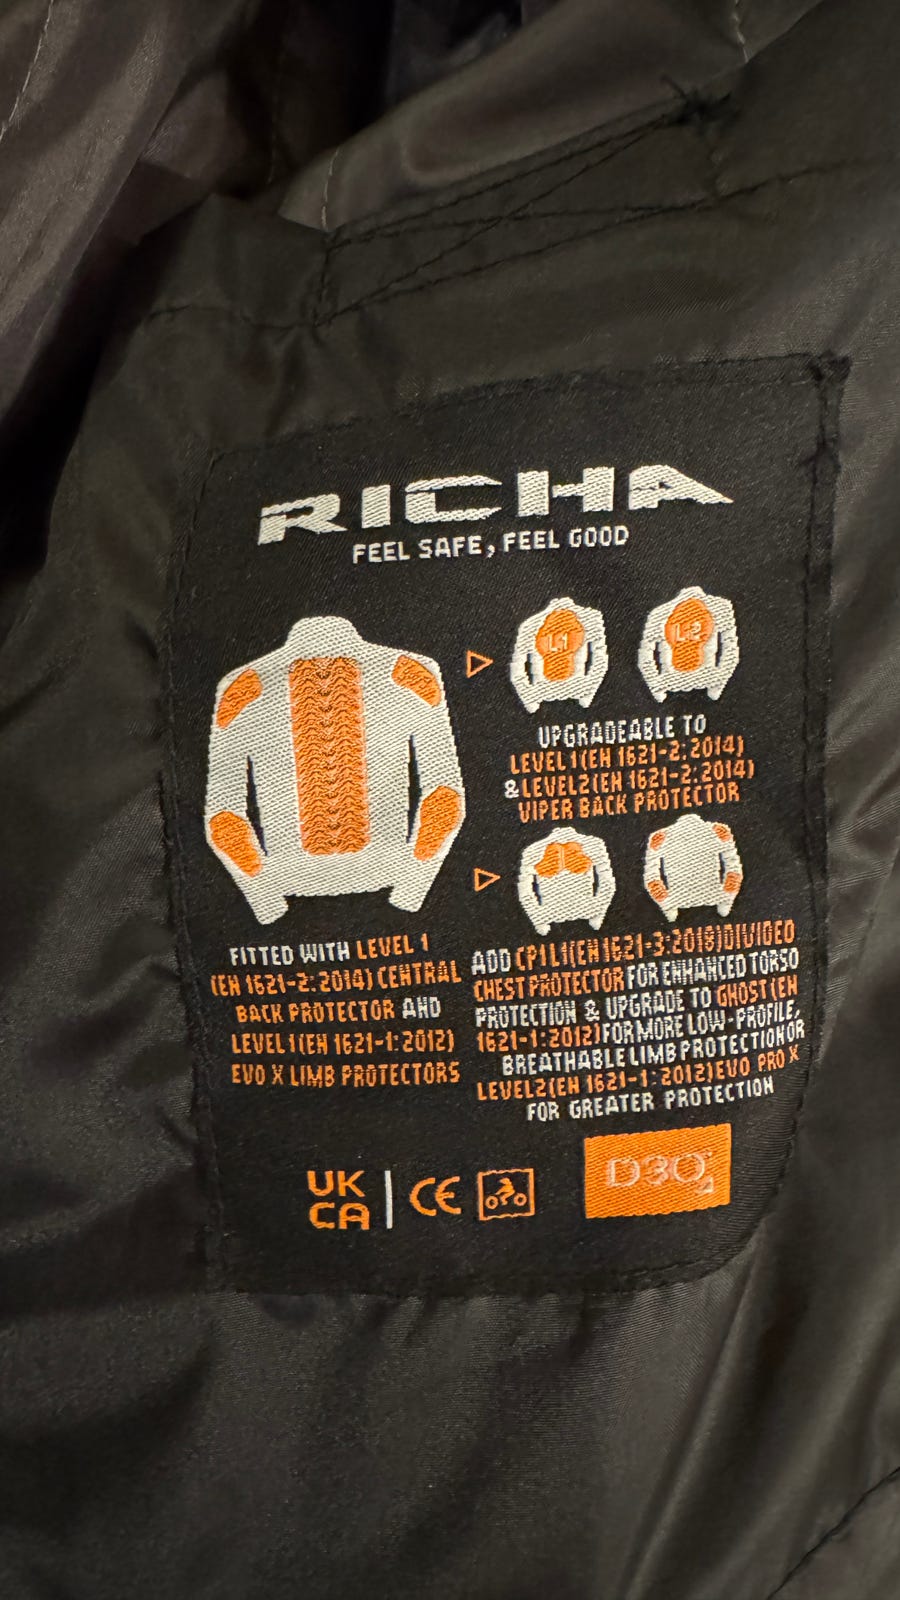 RICHA
FEEL SAFE, FEEL GOOD
L1
L2
UPGRADEABLE TO
LEVEL 1(EN 1621-2:2014)
&LEVEL2(EN 1621-2:2014)
VIPER BACK PROTECTOR
FITTED WITH LEVEL 1
(EN 1621-2:2014) CENTRAL
BACK PROTECTOR AND
LEVEL 1(EN 1621-1:2012)
EVO X LIMB PROTECTORS
ADD CP1L1(EN1621-3:2018)DIVIDED
CHEST PROTECTOR FOR ENHANCED TORSO
PROTECTION & UPGRADE TO GHOST (EN
1621-1:2012)FOR MORE LOW-PROFILE,
BREATHABLE LIMB PROTECTION OR
LEVEL2(EN 1621-1:2012)EVO PRO X
FOR GREATER PROTECTION
UK
CA
CE
D3O